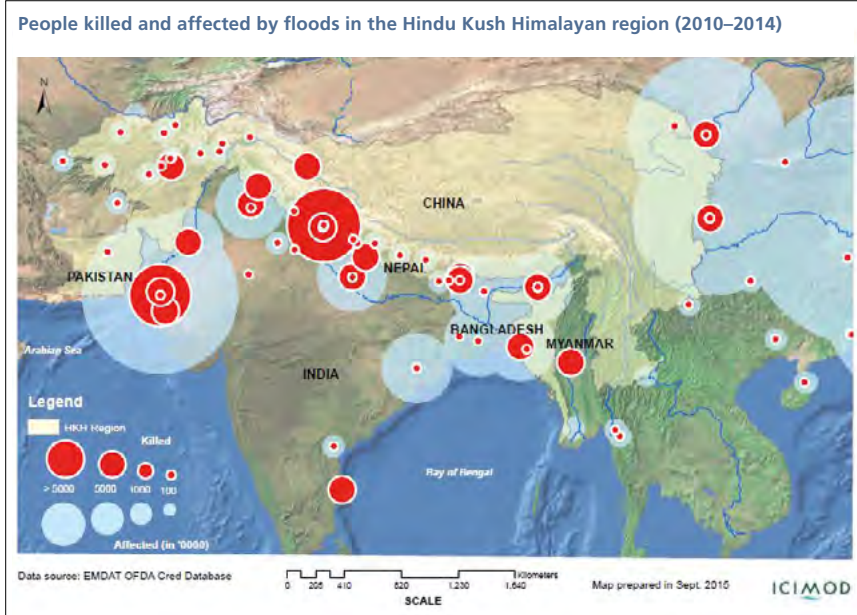 People killed and affected by floods in the Hindu Kush Himalayan region (2010–2014)
N
CHINA
PAKISTAN
NEPAL
BANGLADESH
MYANMAR
INDIA
Arabian Sea
Bay of Bengal
Legend
HKH Region
Killed
> 5000 5000 1000 100
Affected (in '0000)
Data source: EMDAT OFDA Cred Database
0 205 410 820 1,230 1,640 Kilometers
SCALE
Map prepared in Sept. 2015
ICIMOD